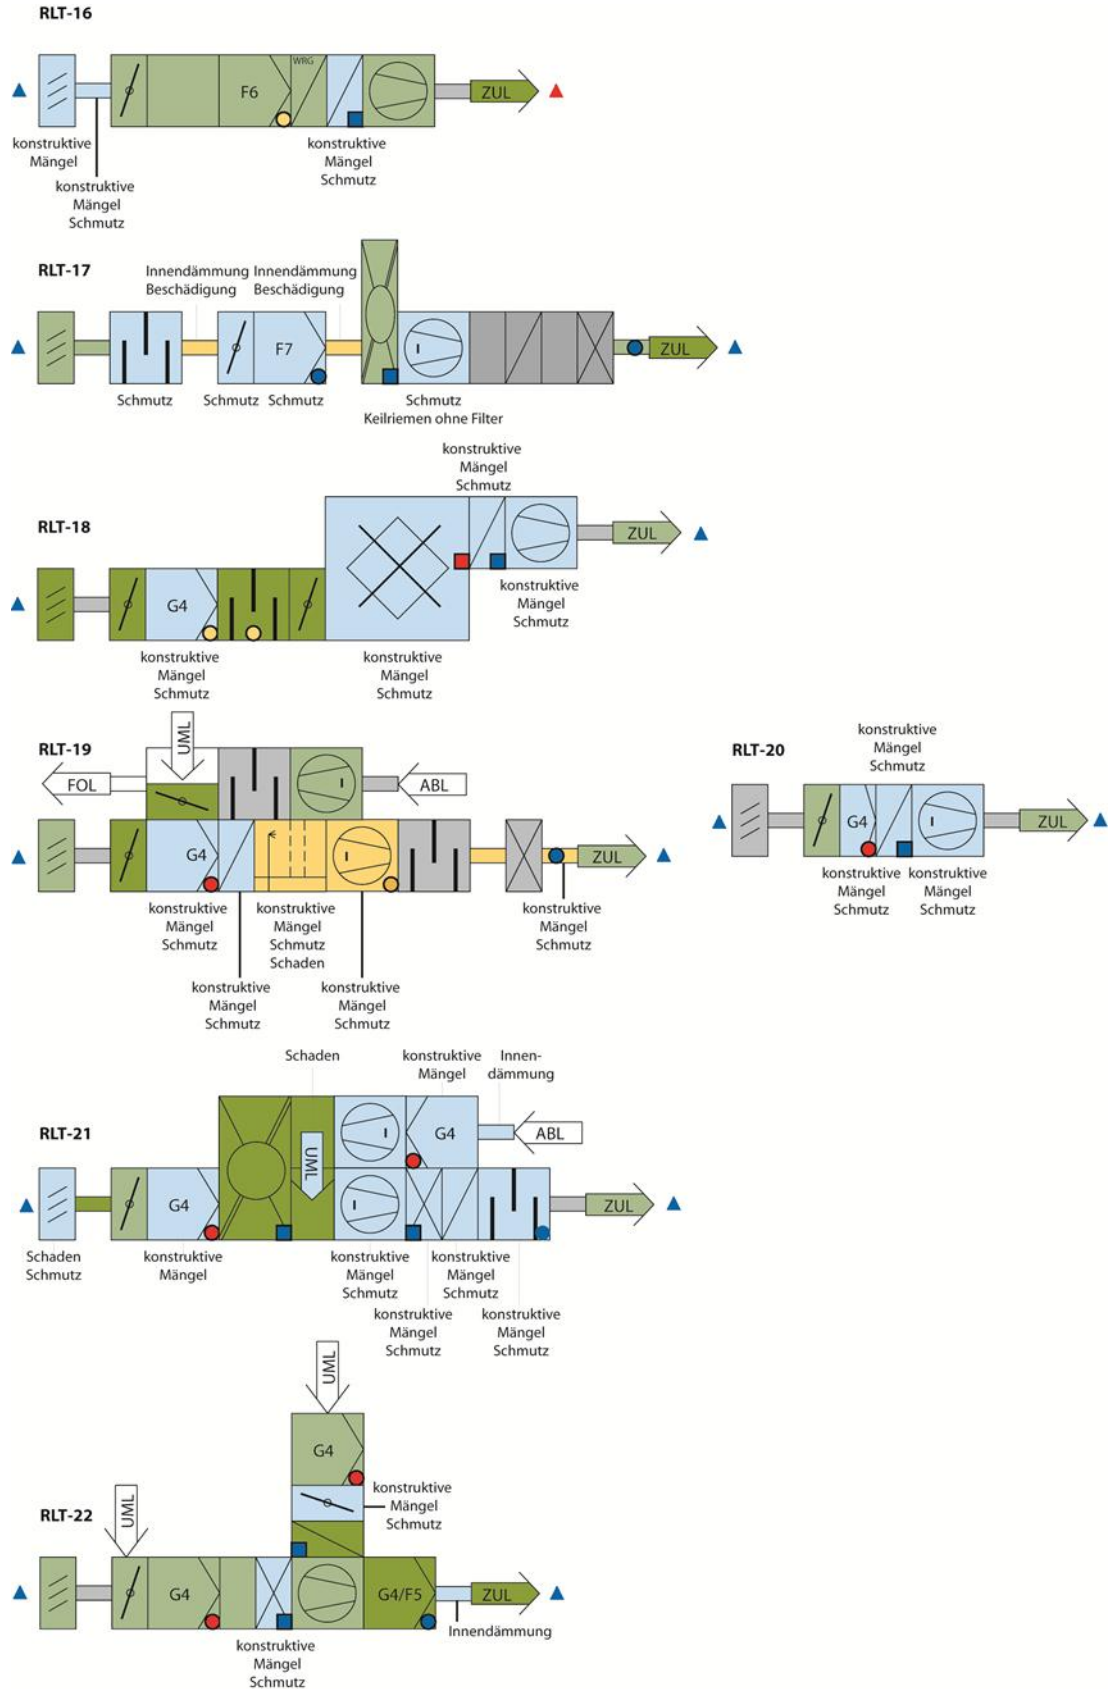 RLT-16
WRG
F6
ZUL
konstruktive
Mängel
konstruktive
Mängel
Schmutz
konstruktive
Mängel
Schmutz
RLT-17
Innendämmung
Beschädigung
Innendämmung
Beschädigung
F7
ZUL
Schmutz
Schmutz
Schmutz
Schmutz
Keilriemen ohne Filter
konstruktive
Mängel
Schmutz
RLT-18
ZUL
G4
konstruktive
Mängel
Schmutz
konstruktive
Mängel
Schmutz
konstruktive
Mängel
Schmutz
RLT-19
UML
FOL
ABL
G4
ZUL
konstruktive
Mängel
Schmutz
konstruktive
Mängel
Schmutz
Schaden
konstruktive
Mängel
Schmutz
konstruktive
Mängel
Schmutz
konstruktive
Mängel
Schmutz
RLT-20
konstruktive
Mängel
Schmutz
G4
ZUL
konstruktive
Mängel
Schmutz
konstruktive
Mängel
Schmutz
RLT-21
Schaden
konstruktive
Mängel
Innen-
dämmung
G4
ABL
UML
G4
ZUL
Schaden
Schmutz
konstruktive
Mängel
konstruktive
Mängel
Schmutz
konstruktive
Mängel
Schmutz
konstruktive
Mängel
Schmutz
konstruktive
Mängel
Schmutz
RLT-22
UML
G4
konstruktive
Mängel
Schmutz
UML
G4
G4/F5
ZUL
Innendämmung
konstruktive
Mängel
Schmutz